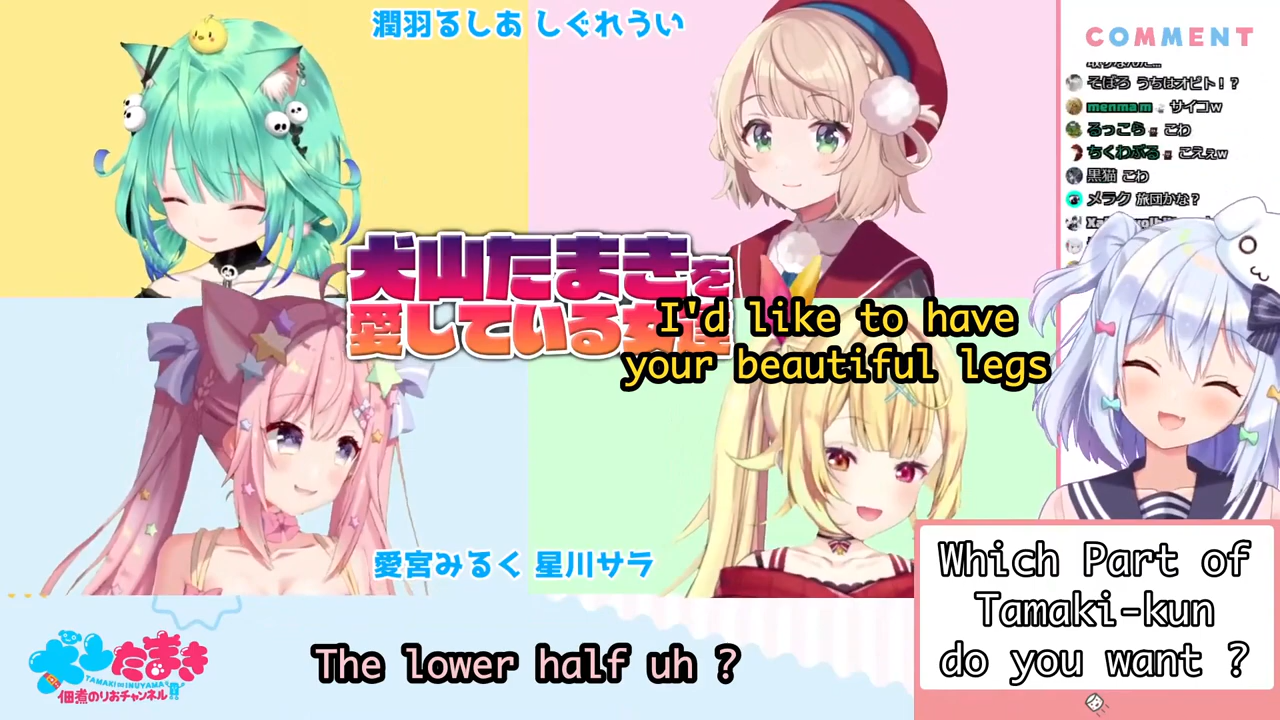 潤羽るしあ しぐれうい
COMMENT
そぼろ うちはオビト！？
menmam サイコw
るっこら こわ
ちくわぶる こえぇw
黒猫 こわ
メラク 旅団かな？
犬山たまきを
愛している
I'd like to have
your beautiful legs
愛宮みるく 星川サラ
Which Part of
Tamaki-kun
do you want ?
The lower half uh ?
犬山たまき
TAMAKI INUYAMA
佃煮のりおチャンネル